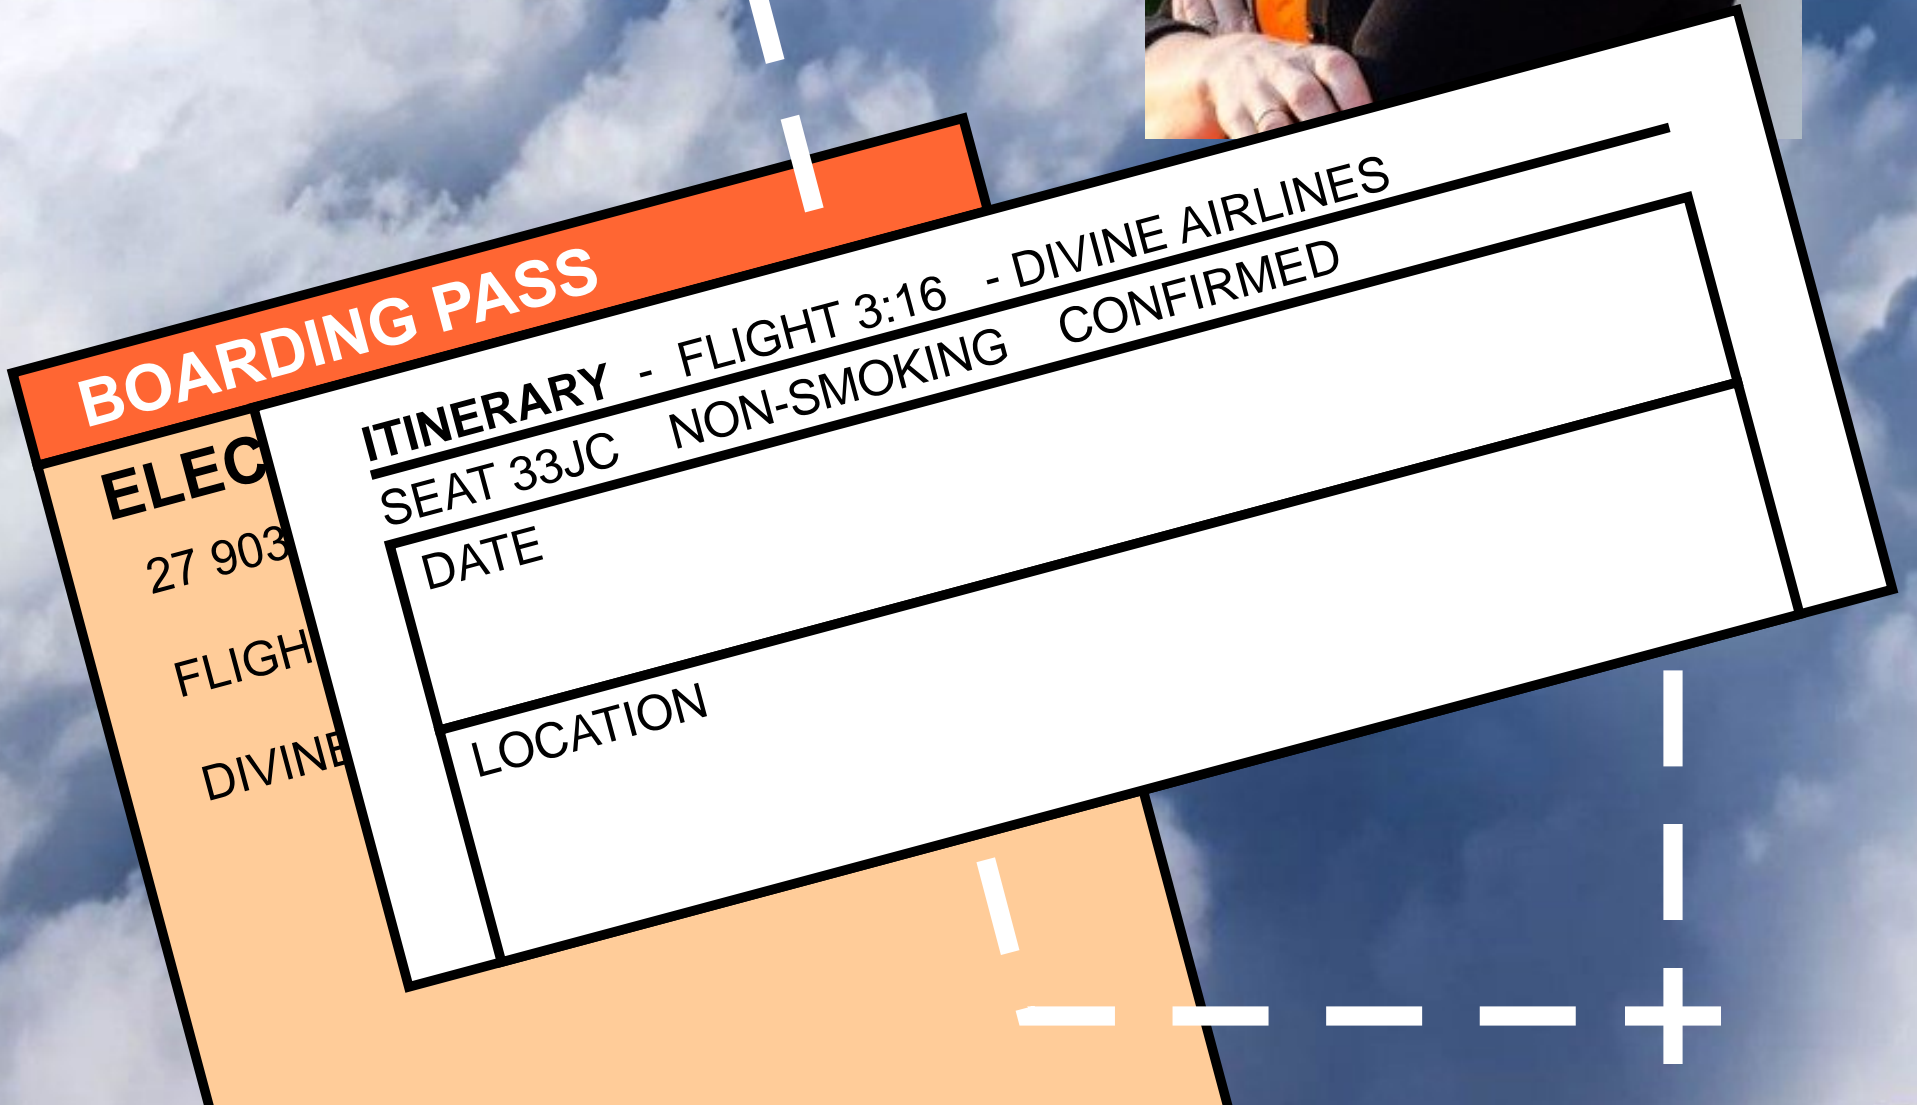 BOARDING PASS
ITINERARY - FLIGHT 3:16 - DIVINE AIRLINES
SEAT 33JC NON-SMOKING CONFIRMED
DATE
LOCATION
ELEC
27 903
FLIGH
DIVINE